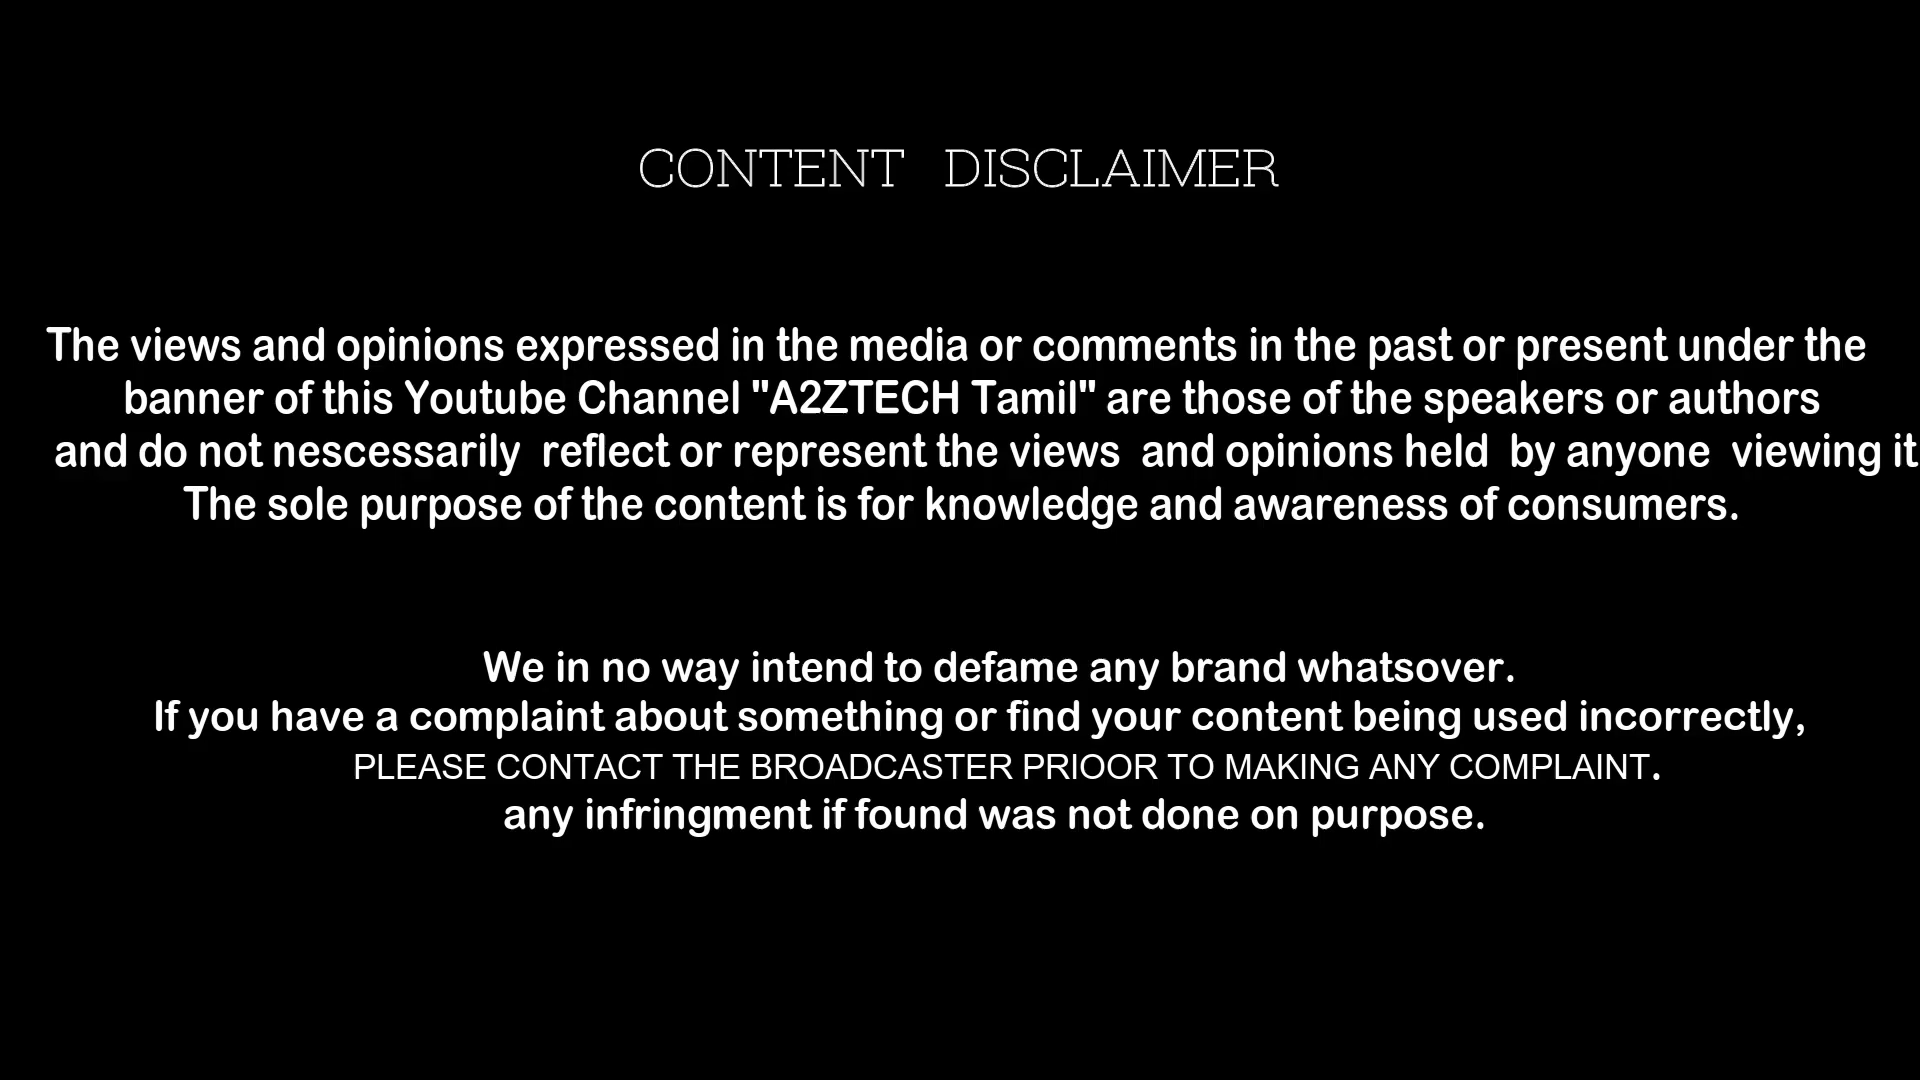 CONTENT DISCLAIMER
The views and opinions expressed in the media or comments in the past or present under the
banner of this Youtube Channel "A2ZTECH Tamil" are those of the speakers or authors
and do not nescessarily reflect or represent the views and opinions held by anyone viewing it
The sole purpose of the content is for knowledge and awareness of consumers.
We in no way intend to defame any brand whatsover.
If you have a complaint about something or find your content being used incorrectly,
PLEASE CONTACT THE BROADCASTER PRIOOR TO MAKING ANY COMPLAINT.
any infringment if found was not done on purpose.